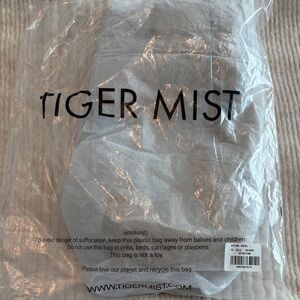 TIGER MIST
WARNING
To avoid danger of suffocation, keep this plastic bag away from babies and children.
Do not use this bag in cribs, beds, carriages or playpens.
This bag is not a toy.
Please love our planet and recycle this bag.
WWW.TIGERMIST.COM